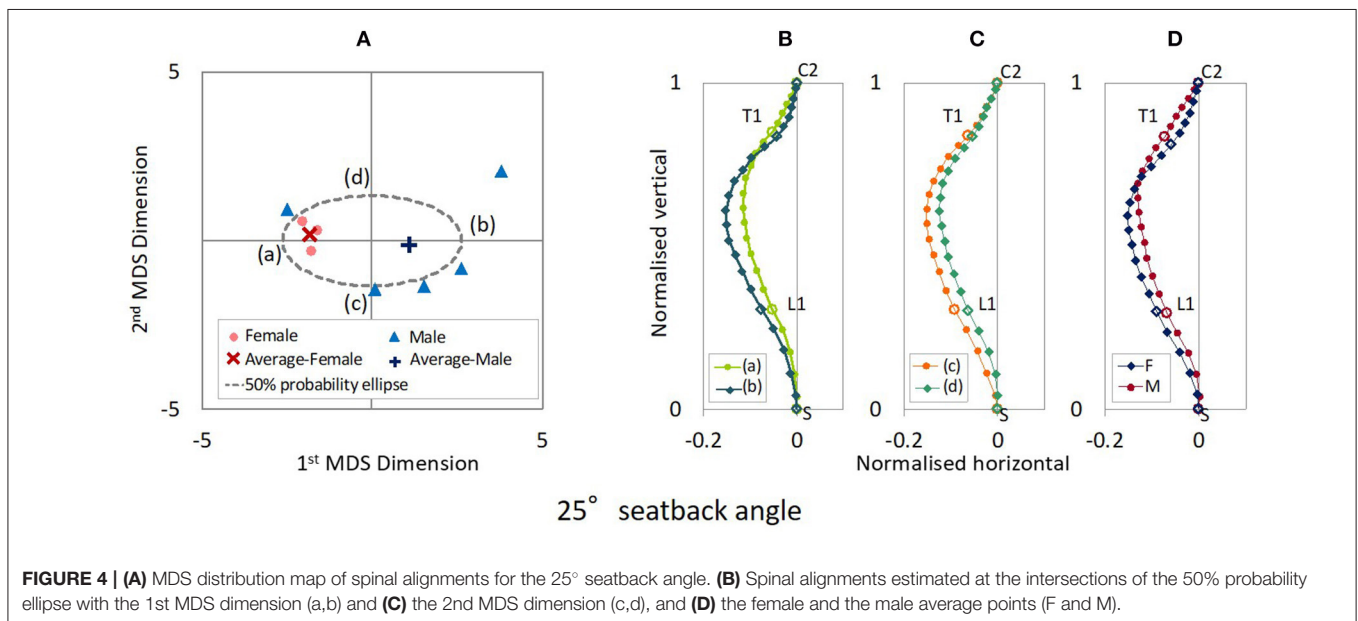 A
B
C
D
5
-5
-5
5
2nd MDS Dimension
1st MDS Dimension
(d)
(b)
(a)
(c)
Female
Male
Average-Female
Average-Male
50% probability ellipse
Normalised vertical
1
0
C2
T1
L1
S
(a)
(b)
-0.2
0
1
0
C2
T1
L1
S
(c)
(d)
-0.2
0
1
0
C2
T1
L1
S
F
M
-0.2
0
Normalised horizontal
25° seatback angle
FIGURE 4 | (A) MDS distribution map of spinal alignments for the 25° seatback angle. (B) Spinal alignments estimated at the intersections of the 50% probability
ellipse with the 1st MDS dimension (a,b) and (C) the 2nd MDS dimension (c,d), and (D) the female and the male average points (F and M).